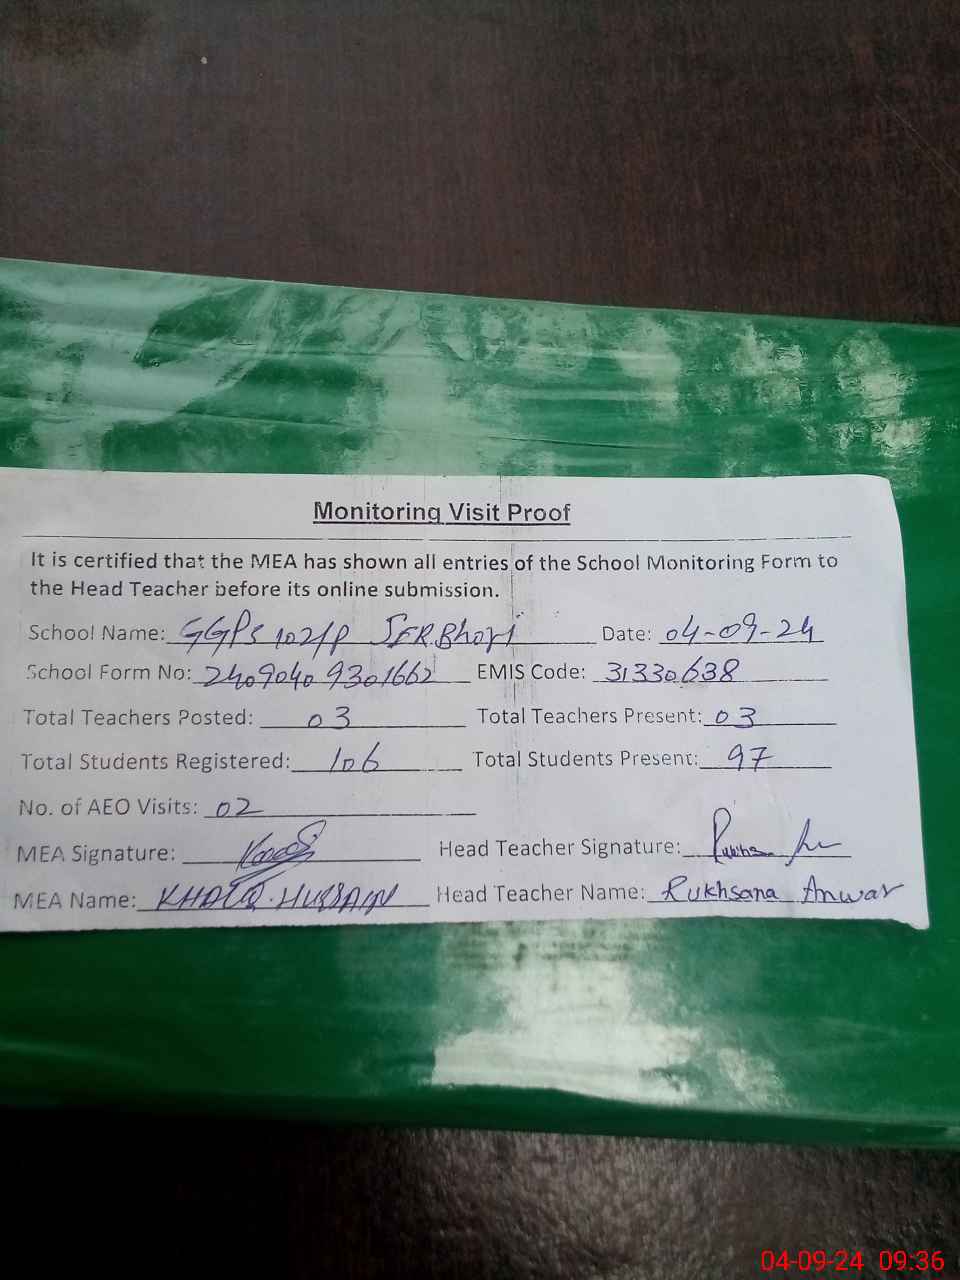 Monitoring Visit Proof
It is certified that the MEA has shown all entries of the School Monitoring Form to
the Head Teacher before its online submission.
School Name: GGPS 102/P Date: 04-09-24
School Form No: 2409040 9301662 EMIS Code: 31330638
Total Teachers Posted: 03 Total Teachers Present: 03
Total Students Registered: 106 Total Students Present: 97
No. of AEO Visits: 02
MEA Signature: Head Teacher Signature:
MEA Name: KHALIQ.HUSSAIN Head Teacher Name: Rukhsana Anwar
04-09-24 09:36